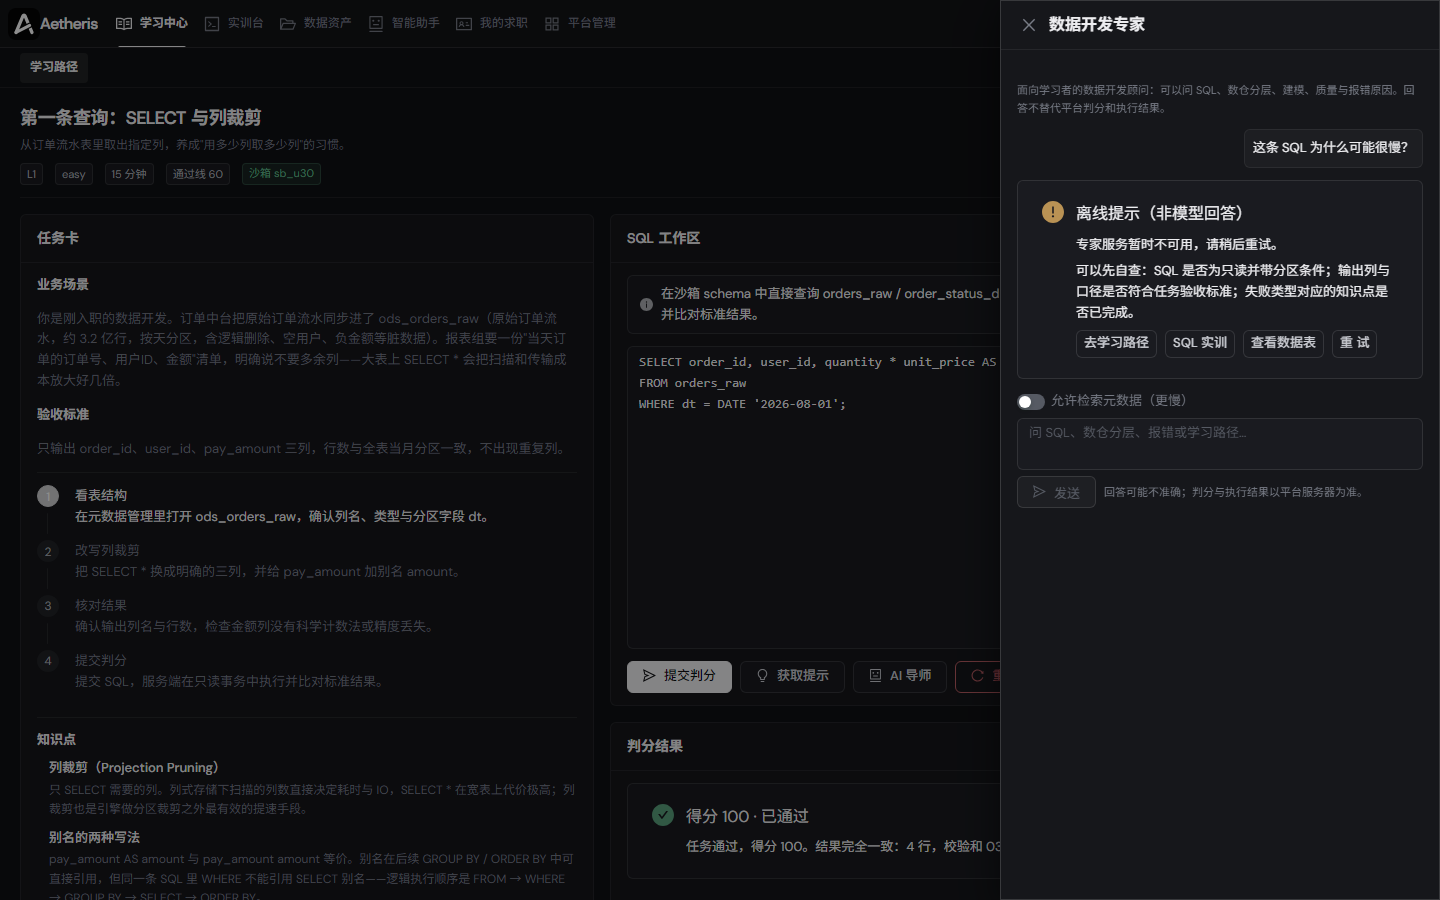 Aetheris
学习中心
实训台
数据资产
智能助手
我的求职
平台管理
学习路径
第一条查询：SELECT 与列裁剪
从订单流水表里取出指定列，养成"用多少列取多少列"的习惯。
L1
easy
15 分钟
通过线 60
沙箱 sb_u30
任务卡
业务场景
你是刚入职的数据开发。订单中台把原始订单流水同步进了 ods_orders_raw（原始订单流
水，约 3.2 亿行，按天分区，含逻辑删除、空用户、负金额等脏数据）。报表组要一份"当天订
单的订单号、用户ID、金额"清单，明确说不要多余列——大表上 SELECT * 会把扫描和传输成
本放大好几倍。
验收标准
只输出 order_id、user_id、pay_amount 三列，行数与全表当月分区一致，不出现重复列。
1
看表结构
在元数据管理里打开 ods_orders_raw，确认列名、类型与分区字段 dt。
2
改写列裁剪
把 SELECT * 换成明确的三列，并给 pay_amount 加别名 amount。
3
核对结果
确认输出列名与行数，检查金额列没有科学计数法或精度丢失。
4
提交判分
提交 SQL，服务端在只读事务中执行并比对标准结果。
知识点
列裁剪（Projection Pruning）
只 SELECT 需要的列。列式存储下扫描的列数直接决定耗时与 IO，SELECT * 在宽表上代价极高；列
裁剪也是引擎做分区裁剪之外最有效的提速手段。
别名的两种写法
pay_amount AS amount 与 pay_amount amount 等价。别名在后续 GROUP BY / ORDER BY 中可
直接引用，但同一条 SQL 里 WHERE 不能引用 SELECT 别名——逻辑执行顺序是 FROM → WHERE
→ GROUP BY → SELECT → ORDER BY。
SQL 工作区
在沙箱 schema 中直接查询 orders_raw / order_status_d
并比对标准结果。
SELECT order_id, user_id, quantity * unit_price AS
FROM orders_raw
WHERE dt = DATE '2026-08-01';
提交判分
获取提示
AI 导师
判分结果
得分 100 · 已通过
任务通过，得分 100。结果完全一致：4 行，校验和 03
数据开发专家
面向学习者的数据开发顾问：可以问 SQL、数仓分层、建模、质量与报错原因。回
答不替代平台判分和执行结果。
这条 SQL 为什么可能很慢？
离线提示（非模型回答）
专家服务暂时不可用，请稍后重试。
可以先自查：SQL 是否为只读并带分区条件；输出列与
口径是否符合任务验收标准；失败类型对应的知识点是
否已完成。
去学习路径
SQL 实训
查看数据表
重 试
允许检索元数据（更慢）
问 SQL、数仓分层、报错或学习路径…
发送
回答可能不准确；判分与执行结果以平台服务器为准。